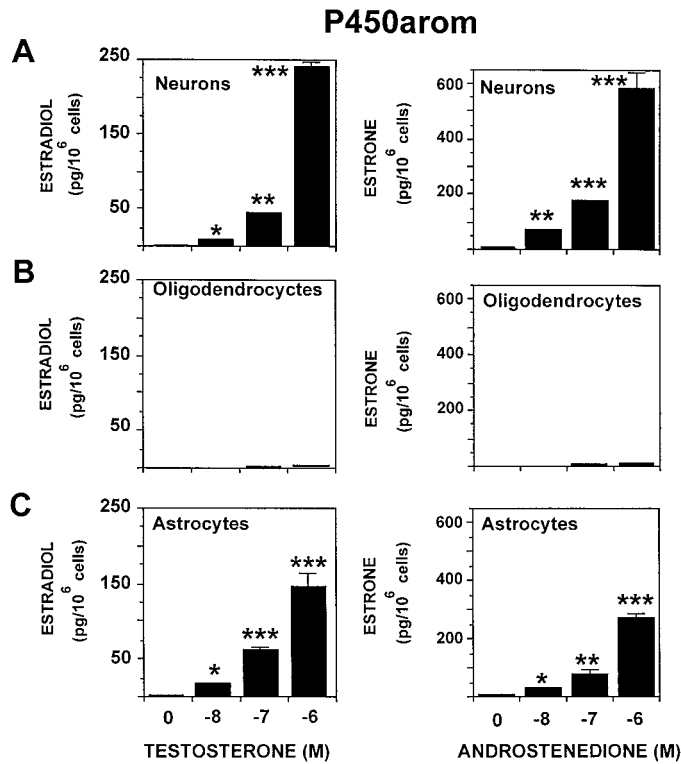 P450arom
A
ESTRADIOL
(pg/10^6 cells)
250
150
50
Neurons
*
**
***
ESTRONE
(pg/10^6 cells)
600
400
200
Neurons
**
***
***
B
ESTRADIOL
(pg/10^6 cells)
250
150
50
Oligodendrocyctes
ESTRONE
(pg/10^6 cells)
600
400
200
Oligodendrocytes
C
ESTRADIOL
(pg/10^6 cells)
250
150
50
Astrocytes
*
***
***
0 -8 -7 -6
TESTOSTERONE (M)
ESTRONE
(pg/10^6 cells)
600
400
200
Astrocytes
*
**
***
0 -8 -7 -6
ANDROSTENEDIONE (M)